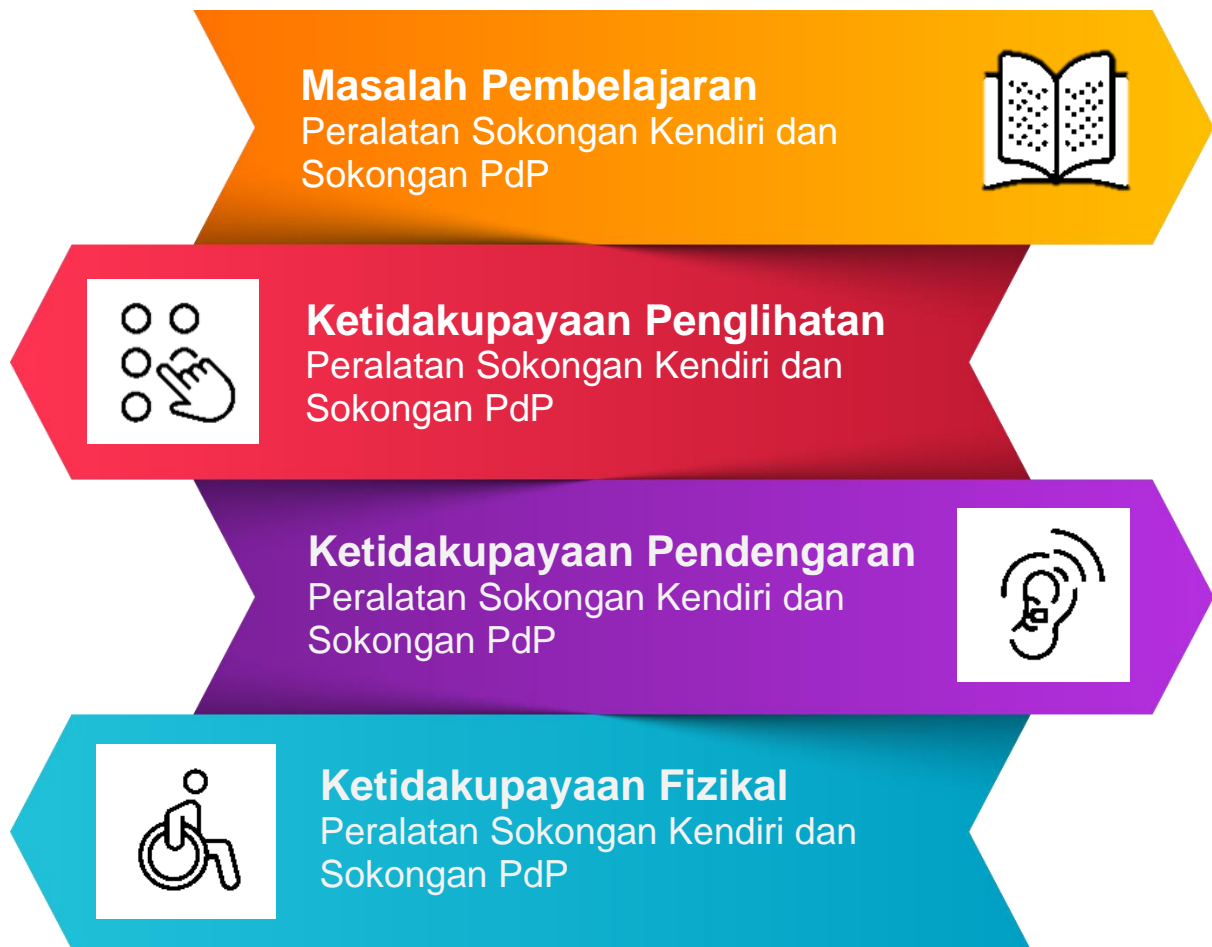 Masalah Pembelajaran
Peralatan Sokongan Kendiri dan
Sokongan PdP
Ketidakupayaan Penglihatan
Peralatan Sokongan Kendiri dan
Sokongan PdP
Ketidakupayaan Pendengaran
Peralatan Sokongan Kendiri dan
Sokongan PdP
Ketidakupayaan Fizikal
Peralatan Sokongan Kendiri dan
Sokongan PdP